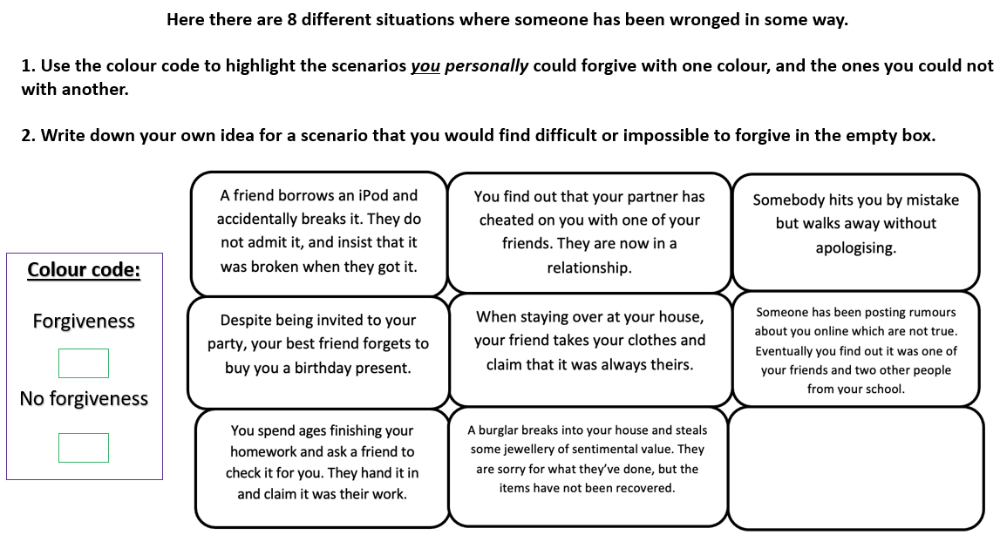 Here there are 8 different situations where someone has been wronged in some way.
1. Use the colour code to highlight the scenarios you personally could forgive with one colour, and the ones you could not
with another.
2. Write down your own idea for a scenario that you would find difficult or impossible to forgive in the empty box.
Colour code:
Forgiveness
No forgiveness
A friend borrows an iPod and
accidentally breaks it. They do
not admit it, and insist that it
was broken when they got it.
You find out that your partner has
cheated on you with one of your
friends. They are now in a
relationship.
Somebody hits you by mistake
but walks away without
apologising.
Despite being invited to your
party, your best friend forgets to
buy you a birthday present.
When staying over at your house,
your friend takes your clothes and
claim that it was always theirs.
Someone has been posting rumours
about you online which are not true.
Eventually you find out it was one of
your friends and two other people
from your school.
You spend ages finishing your
homework and ask a friend to
check it for you. They hand it in
and claim it was their work.
A burglar breaks into your house and steals
some jewellery of sentimental value. They
are sorry for what they've done, but the
items have not been recovered.